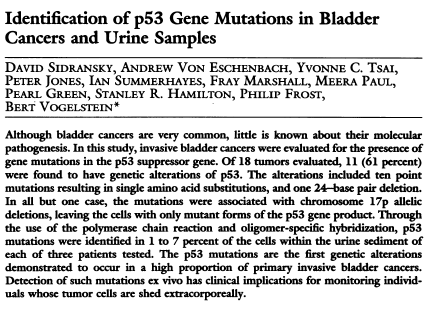 Identification of p53 Gene Mutations in Bladder
Cancers and Urine Samples
DAVID SIDRANSKY, ANDREW VON ESCHENBACH, YVONNE C. TSAI,
PETER JONES, IAN SUMMERHAYES, FRAY MARSHALL, MEERA PAUL,
PEARL GREEN, STANLEY R. HAMILTON, PHILIP FROST,
BERT VOGELSTEIN*
Although bladder cancers are very common, little is known about their molecular
pathogenesis. In this study, invasive bladder cancers were evaluated for the presence of
gene mutations in the p53 suppressor gene. Of 18 tumors evaluated, 11 (61 percent)
were found to have genetic alterations of p53. The alterations included ten point
mutations resulting in single amino acid substitutions, and one 24–base pair deletion.
In all but one case, the mutations were associated with chromosome 17p allelic
deletions, leaving the cells with only mutant forms of the p53 gene product. Through
the use of the polymerase chain reaction and oligomer-specific hybridization, p53
mutations were identified in 1 to 7 percent of the cells within the urine sediment of
each of three patients tested. The p53 mutations are the first genetic alterations
demonstrated to occur in a high proportion of primary invasive bladder cancers.
Detection of such mutations ex vivo has clinical implications for monitoring individ-
uals whose tumor cells are shed extracorporeally.